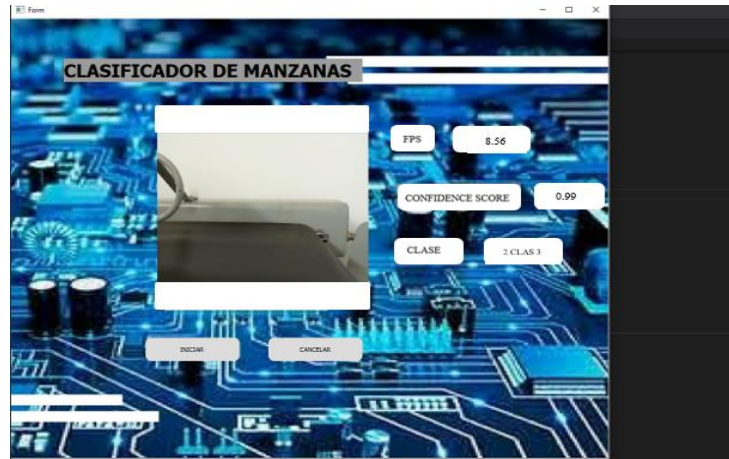 Form
CLASIFICADOR DE MANZANAS
FPS
8.56
CONFIDENCE SCORE
0.99
CLASE
2 CLAS 3
INICIAR
CANCELAR